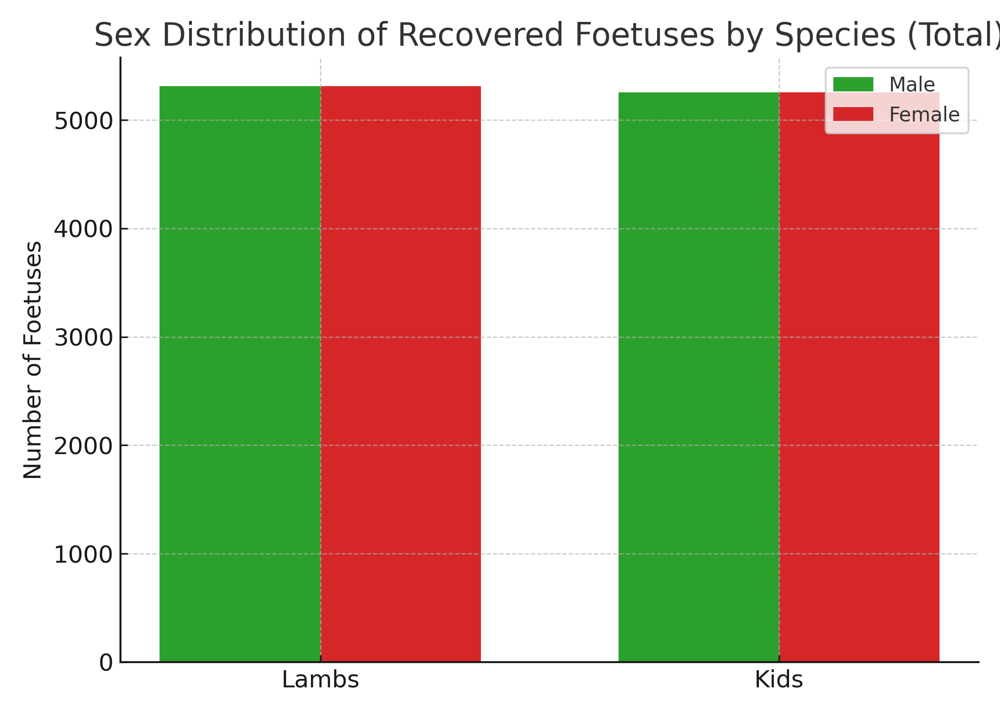 Sex Distribution of Recovered Foetuses by Species (Total)
Male
Female
5000
4000
3000
2000
1000
0
Number of Foetuses
Lambs
Kids